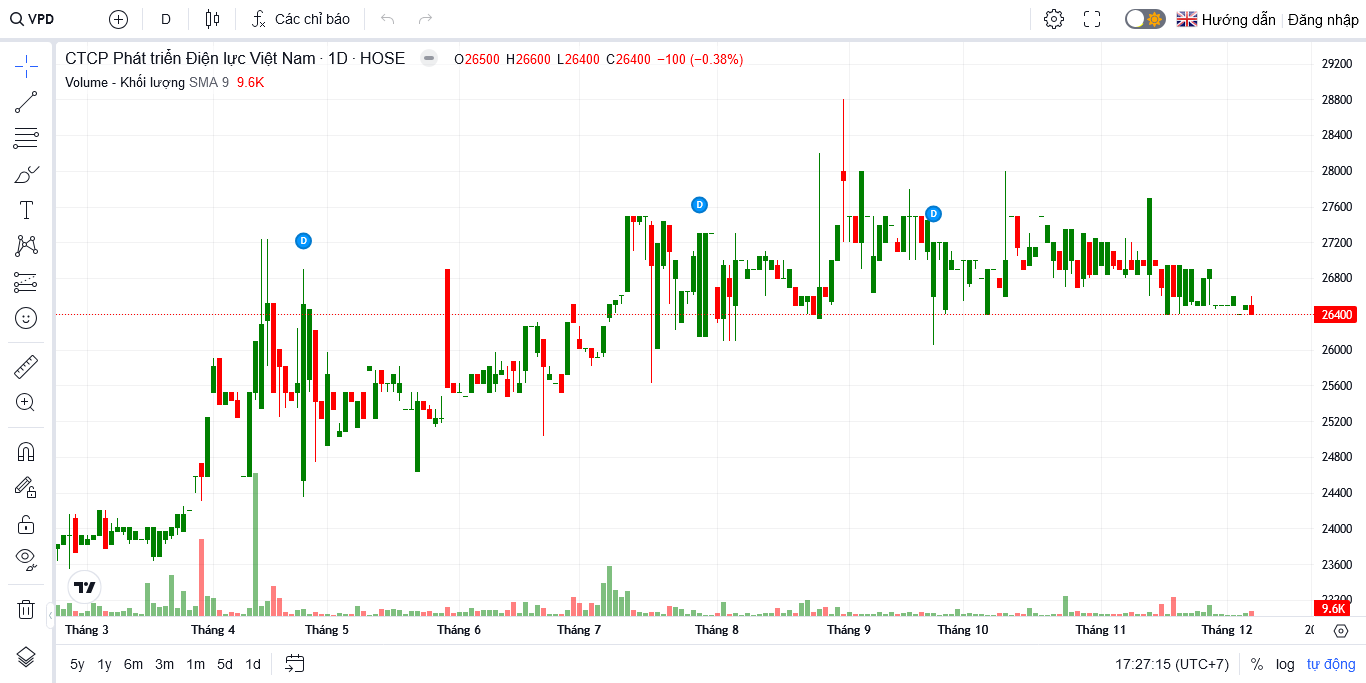 VPD
D
Các chỉ báo
Hướng dẫn
Đăng nhập
CTCP Phát triển Điện lực Việt Nam · 1D · HOSE
O26500 H26600 L26400 C26400 −100 (−0.38%)
Volume - Khối lượng SMA 9 9.6K
29200
28800
28400
28000
27600
27200
26800
26400
26000
25600
25200
24800
24400
24000
23600
23200
9.6K
D
D
D
Tháng 3
Tháng 4
Tháng 5
Tháng 6
Tháng 7
Tháng 8
Tháng 9
Tháng 10
Tháng 11
Tháng 12
5y 1y 6m 3m 1m 5d 1d
17:27:15 (UTC+7)
% log tự động